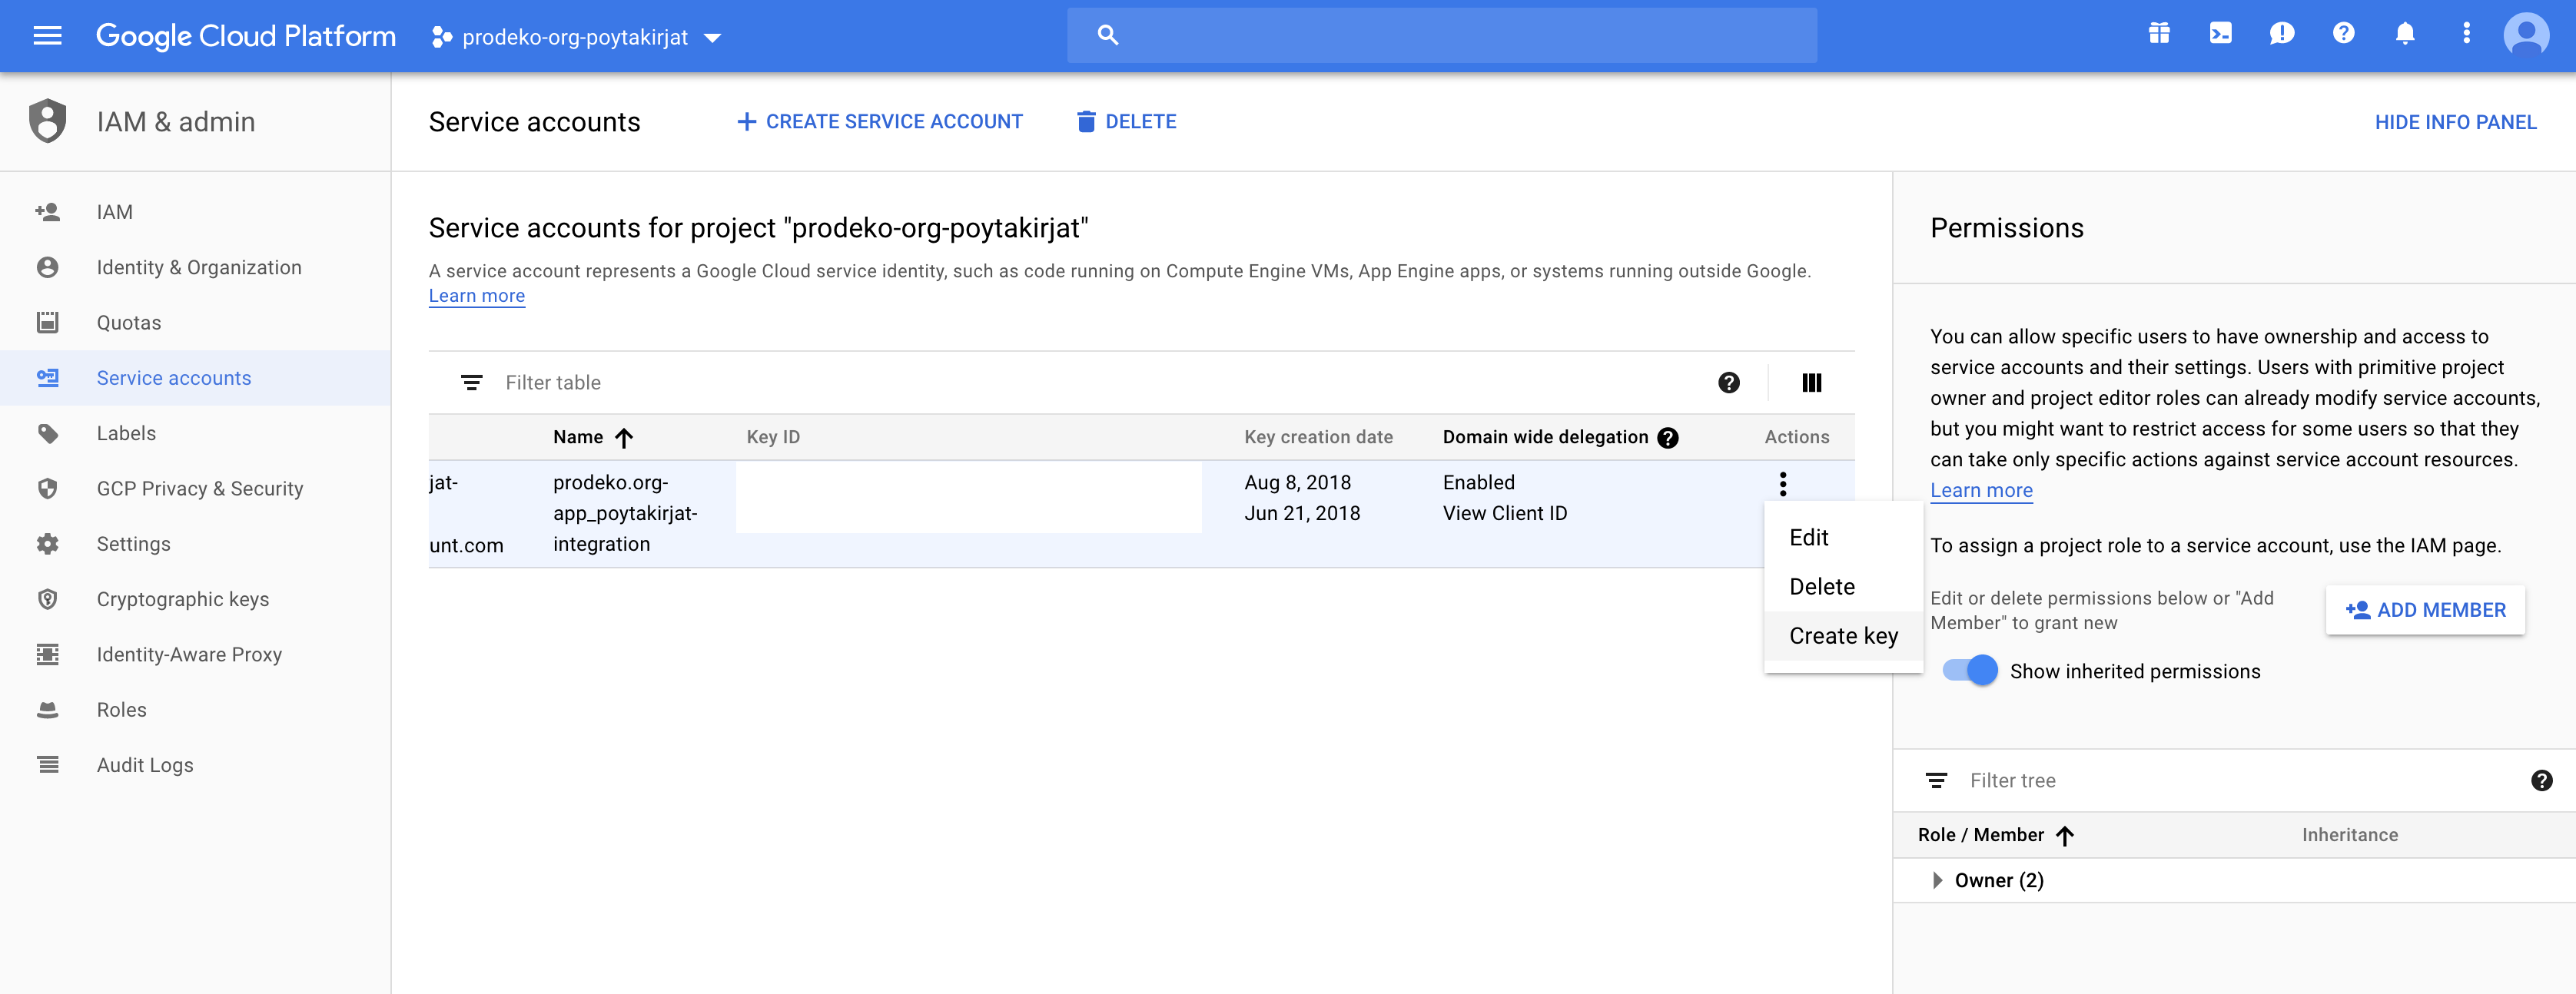 Google Cloud Platform
prodeko-org-poytakirjat
IAM & admin
Service accounts
CREATE SERVICE ACCOUNT
DELETE
HIDE INFO PANEL
IAM
Identity & Organization
Quotas
Service accounts
Labels
GCP Privacy & Security
Settings
Cryptographic keys
Identity-Aware Proxy
Roles
Audit Logs
Service accounts for project "prodeko-org-poytakirjat"
A service account represents a Google Cloud service identity, such as code running on Compute Engine VMs, App Engine apps, or systems running outside Google.
Learn more
Filter table
Name Key ID Key creation date Domain wide delegation Actions
jat- prodeko.org- Aug 8, 2018 Enabled
app_poytakirjat- Jun 21, 2018 View Client ID
unt.com integration
Edit
Delete
Create key
Permissions
You can allow specific users to have ownership and access to
service accounts and their settings. Users with primitive project
owner and project editor roles can already modify service accounts,
but you might want to restrict access for some users so that they
can take only specific actions against service account resources.
Learn more
To assign a project role to a service account, use the IAM page.
Edit or delete permissions below or "Add
Member" to grant new
ADD MEMBER
Show inherited permissions
Filter tree
Role / Member Inheritance
Owner (2)